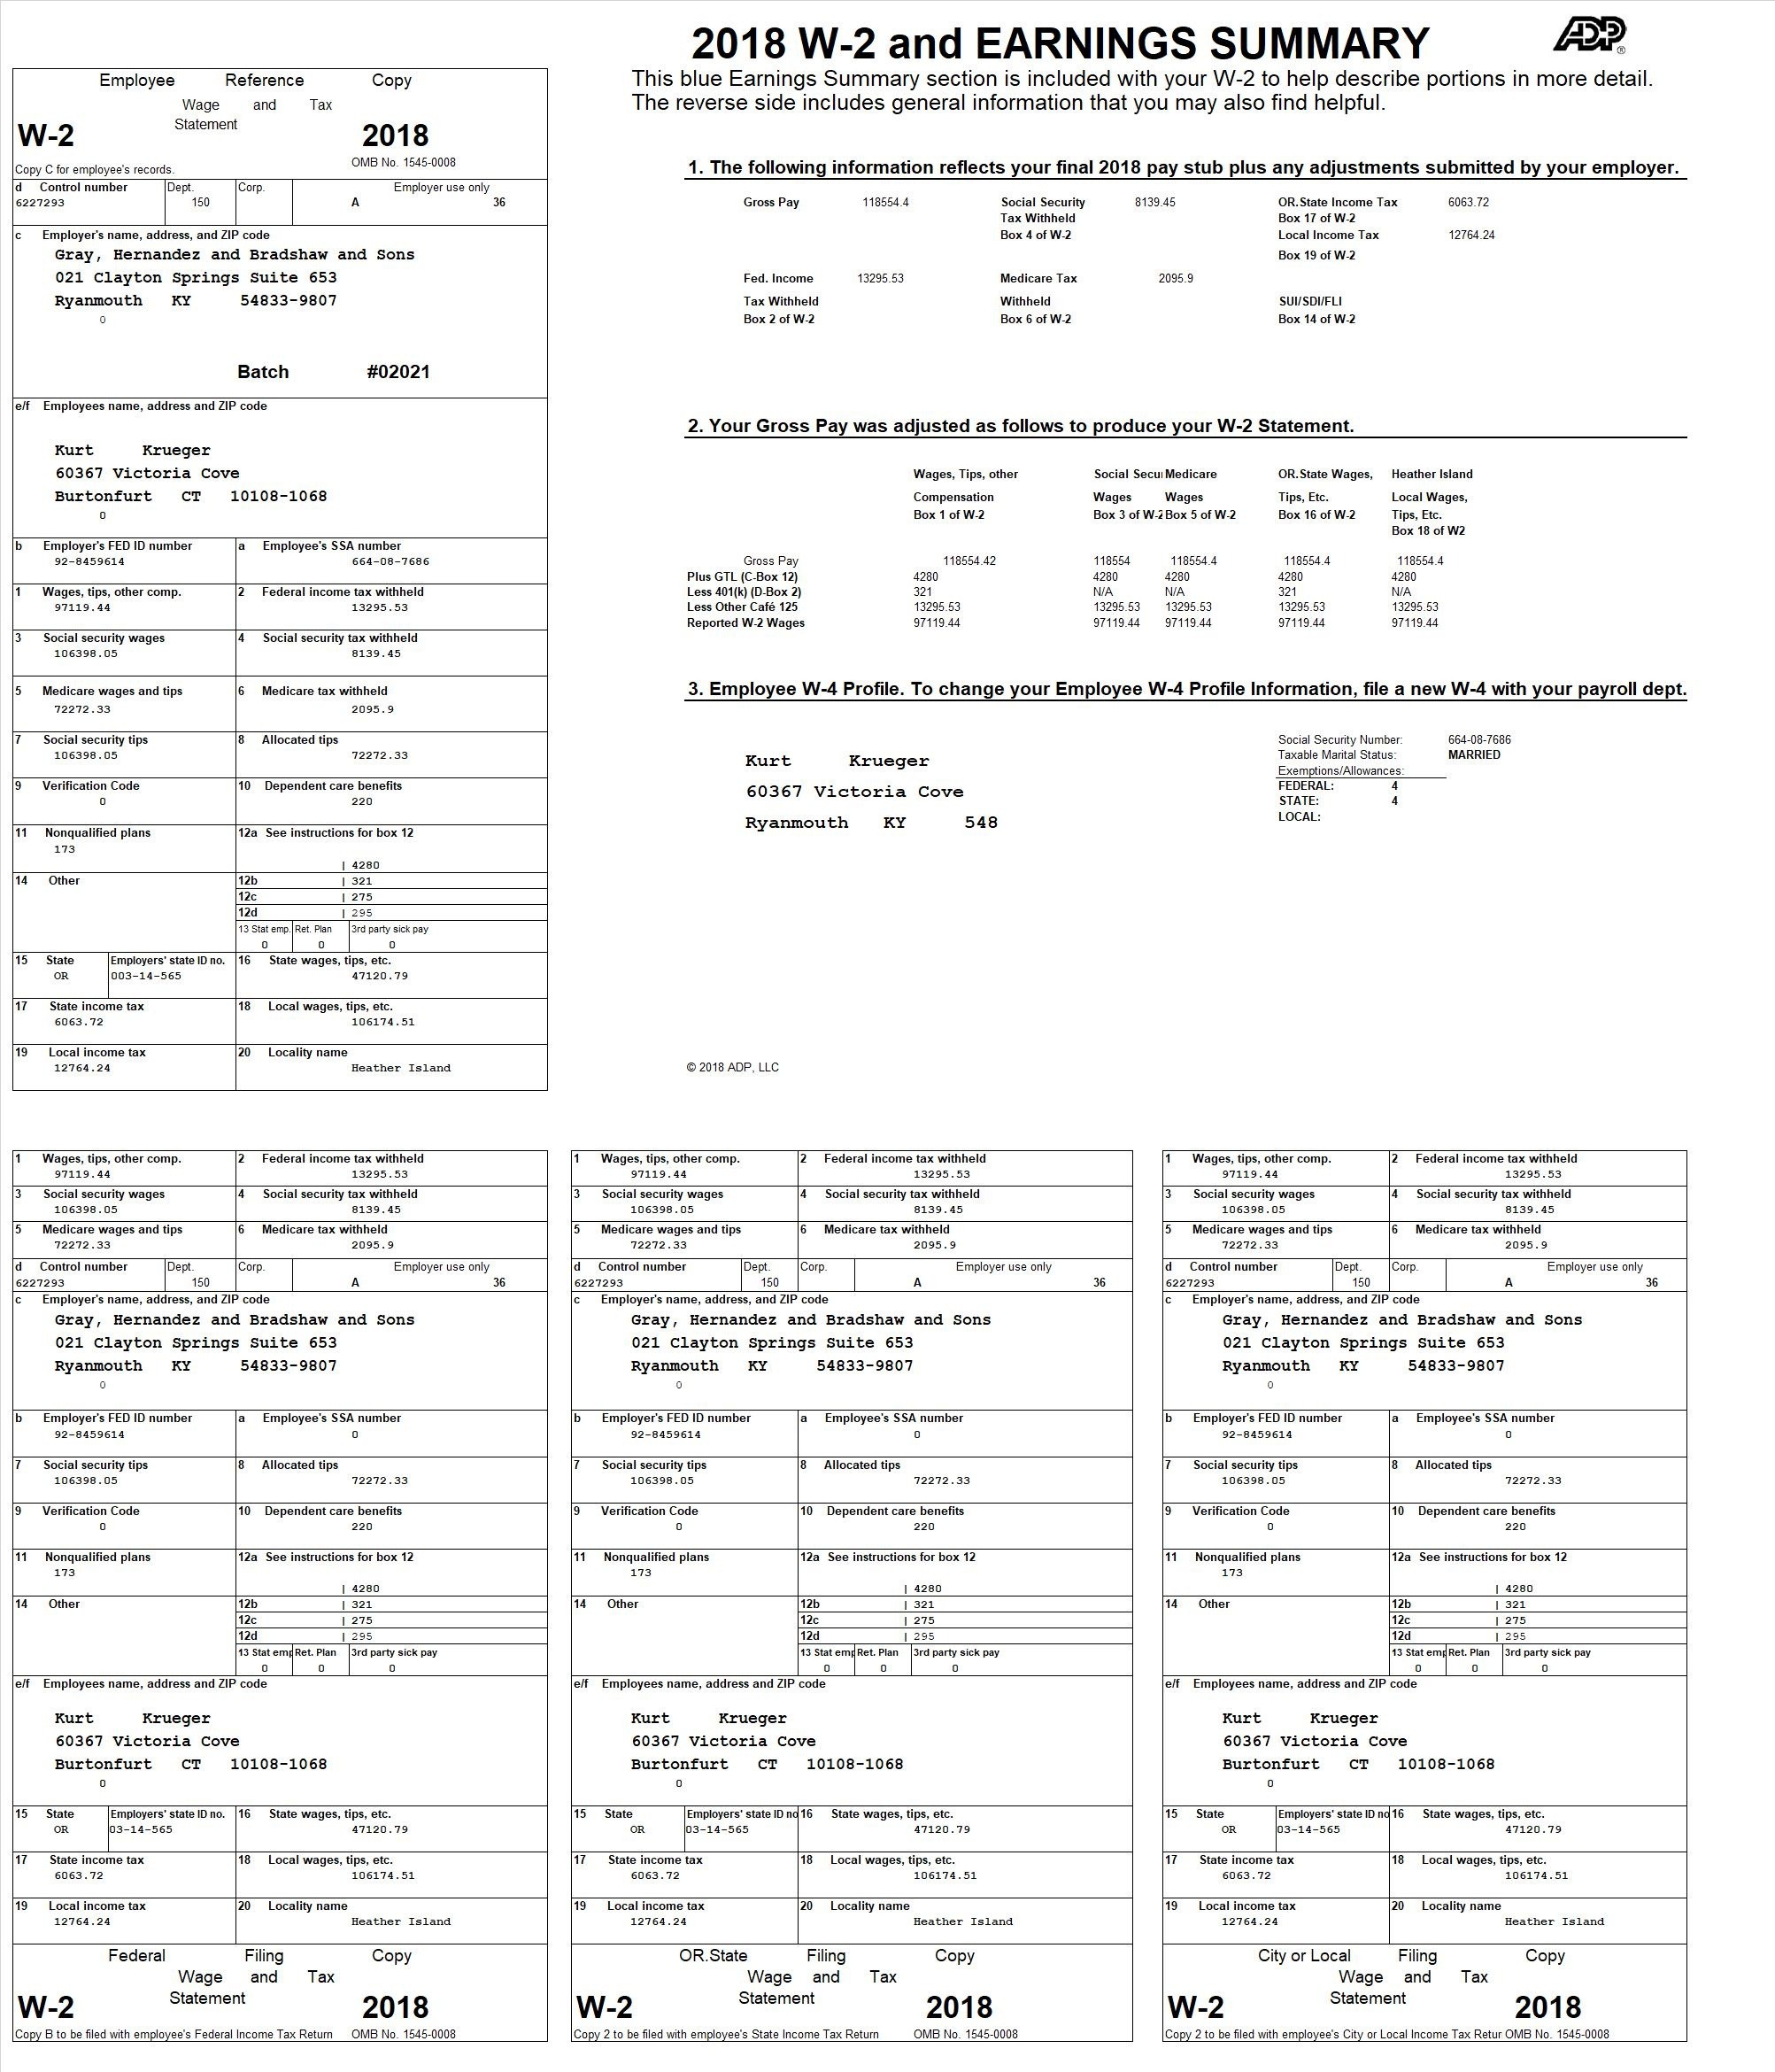 2018 W-2 and EARNINGS SUMMARY
ADP®
This blue Earnings Summary section is included with your W-2 to help describe portions in more detail.
The reverse side includes general information that you may also find helpful.
Employee Reference Copy
Wage and Tax
Statement
W-2 2018
Copy C for employee's records. OMB No. 1545-0008
d Control number Dept. Corp. Employer use only
6227293 150 A 36
c Employer's name, address, and ZIP code
Gray, Hernandez and Bradshaw and Sons
021 Clayton Springs Suite 653
Ryanmouth KY 54833-9807
0
Batch #02021
e/f Employees name, address and ZIP code
Kurt Krueger
60367 Victoria Cove
Burtonfurt CT 10108-1068
0
b Employer's FED ID number a Employee's SSA number
92-8459614 664-08-7686
1 Wages, tips, other comp. 2 Federal income tax withheld
97119.44 13295.53
3 Social security wages 4 Social security tax withheld
106398.05 8139.45
5 Medicare wages and tips 6 Medicare tax withheld
72272.33 2095.9
7 Social security tips 8 Allocated tips
106398.05 72272.33
9 Verification Code 10 Dependent care benefits
0 220
11 Nonqualified plans 12a See instructions for box 12
173
| 4280
14 Other 12b | 321
12c | 275
12d | 295
13 Stat emp. Ret. Plan 3rd party sick pay
0 0 0
15 State Employers' state ID no. 16 State wages, tips, etc.
OR 003-14-565 47120.79
17 State income tax 18 Local wages, tips, etc.
6063.72 106174.51
19 Local income tax 20 Locality name
12764.24 Heather Island
1. The following information reflects your final 2018 pay stub plus any adjustments submitted by your employer.
Gross Pay 118554.4 Social Security 8139.45 OR.State Income Tax 6063.72
Tax Withheld Box 17 of W-2
Box 4 of W-2 Local Income Tax 12764.24
Box 19 of W-2
Fed. Income 13295.53 Medicare Tax 2095.9
Tax Withheld Withheld SUI/SDI/FLI
Box 2 of W-2 Box 6 of W-2 Box 14 of W-2
2. Your Gross Pay was adjusted as follows to produce your W-2 Statement.
Wages, Tips, other Social Secur Medicare OR.State Wages, Heather Island
Compensation Wages Wages Tips, Etc. Local Wages,
Box 1 of W-2 Box 3 of W-2 Box 5 of W-2 Box 16 of W-2 Tips, Etc.
Box 18 of W2
Gross Pay 118554.42 118554 118554.4 118554.4 118554.4
Plus GTL (C-Box 12) 4280 4280 4280 4280 4280
Less 401(k) (D-Box 2) 321 N/A N/A 321 N/A
Less Other Café 125 13295.53 13295.53 13295.53 13295.53 13295.53
Reported W-2 Wages 97119.44 97119.44 97119.44 97119.44 97119.44
3. Employee W-4 Profile. To change your Employee W-4 Profile Information, file a new W-4 with your payroll dept.
Kurt Krueger
60367 Victoria Cove
Ryanmouth KY 548
Social Security Number: 664-08-7686
Taxable Marital Status: MARRIED
Exemptions/Allowances:
FEDERAL: 4
STATE: 4
LOCAL:
© 2018 ADP, LLC
1 Wages, tips, other comp. 2 Federal income tax withheld
97119.44 13295.53
3 Social security wages 4 Social security tax withheld
106398.05 8139.45
5 Medicare wages and tips 6 Medicare tax withheld
72272.33 2095.9
d Control number Dept. Corp. Employer use only
6227293 150 A 36
c Employer's name, address, and ZIP code
Gray, Hernandez and Bradshaw and Sons
021 Clayton Springs Suite 653
Ryanmouth KY 54833-9807
0
b Employer's FED ID number a Employee's SSA number
92-8459614 0
7 Social security tips 8 Allocated tips
106398.05 72272.33
9 Verification Code 10 Dependent care benefits
0 220
11 Nonqualified plans 12a See instructions for box 12
173
| 4280
14 Other 12b | 321
12c | 275
12d | 295
13 Stat emp Ret. Plan 3rd party sick pay
0 0 0
e/f Employees name, address and ZIP code
Kurt Krueger
60367 Victoria Cove
Burtonfurt CT 10108-1068
0
15 State Employers' state ID no. 16 State wages, tips, etc.
OR 03-14-565 47120.79
17 State income tax 18 Local wages, tips, etc.
6063.72 106174.51
19 Local income tax 20 Locality name
12764.24 Heather Island
Federal Filing Copy
Wage and Tax
Statement
W-2 2018
Copy B to be filed with employee's Federal Income Tax Return OMB No. 1545-0008
1 Wages, tips, other comp. 2 Federal income tax withheld
97119.44 13295.53
3 Social security wages 4 Social security tax withheld
106398.05 8139.45
5 Medicare wages and tips 6 Medicare tax withheld
72272.33 2095.9
d Control number Dept. Corp. Employer use only
6227293 150 A 36
c Employer's name, address, and ZIP code
Gray, Hernandez and Bradshaw and Sons
021 Clayton Springs Suite 653
Ryanmouth KY 54833-9807
0
b Employer's FED ID number a Employee's SSA number
92-8459614 0
7 Social security tips 8 Allocated tips
106398.05 72272.33
9 Verification Code 10 Dependent care benefits
0 220
11 Nonqualified plans 12a See instructions for box 12
173
| 4280
14 Other 12b | 321
12c | 275
12d | 295
13 Stat emp Ret. Plan 3rd party sick pay
0 0 0
e/f Employees name, address and ZIP code
Kurt Krueger
60367 Victoria Cove
Burtonfurt CT 10108-1068
0
15 State Employers' state ID no 16 State wages, tips, etc.
OR 03-14-565 47120.79
17 State income tax 18 Local wages, tips, etc.
6063.72 106174.51
19 Local income tax 20 Locality name
12764.24 Heather Island
OR.State Filing Copy
Wage and Tax
Statement
W-2 2018
Copy 2 to be filed with employee's State Income Tax Return OMB No. 1545-0008
1 Wages, tips, other comp. 2 Federal income tax withheld
97119.44 13295.53
3 Social security wages 4 Social security tax withheld
106398.05 8139.45
5 Medicare wages and tips 6 Medicare tax withheld
72272.33 2095.9
d Control number Dept. Corp. Employer use only
6227293 150 A 36
c Employer's name, address, and ZIP code
Gray, Hernandez and Bradshaw and Sons
021 Clayton Springs Suite 653
Ryanmouth KY 54833-9807
0
b Employer's FED ID number a Employee's SSA number
92-8459614 0
7 Social security tips 8 Allocated tips
106398.05 72272.33
9 Verification Code 10 Dependent care benefits
0 220
11 Nonqualified plans 12a See instructions for box 12
173
| 4280
14 Other 12b | 321
12c | 275
12d | 295
13 Stat emp Ret. Plan 3rd party sick pay
0 0 0
e/f Employees name, address and ZIP code
Kurt Krueger
60367 Victoria Cove
Burtonfurt CT 10108-1068
0
15 State Employers' state ID no 16 State wages, tips, etc.
OR 03-14-565 47120.79
17 State income tax 18 Local wages, tips, etc.
6063.72 106174.51
19 Local income tax 20 Locality name
12764.24 Heather Island
City or Local Filing Copy
Wage and Tax
Statement
W-2 2018
Copy 2 to be filed with employee's City or Local Income Tax Retur OMB No. 1545-0008